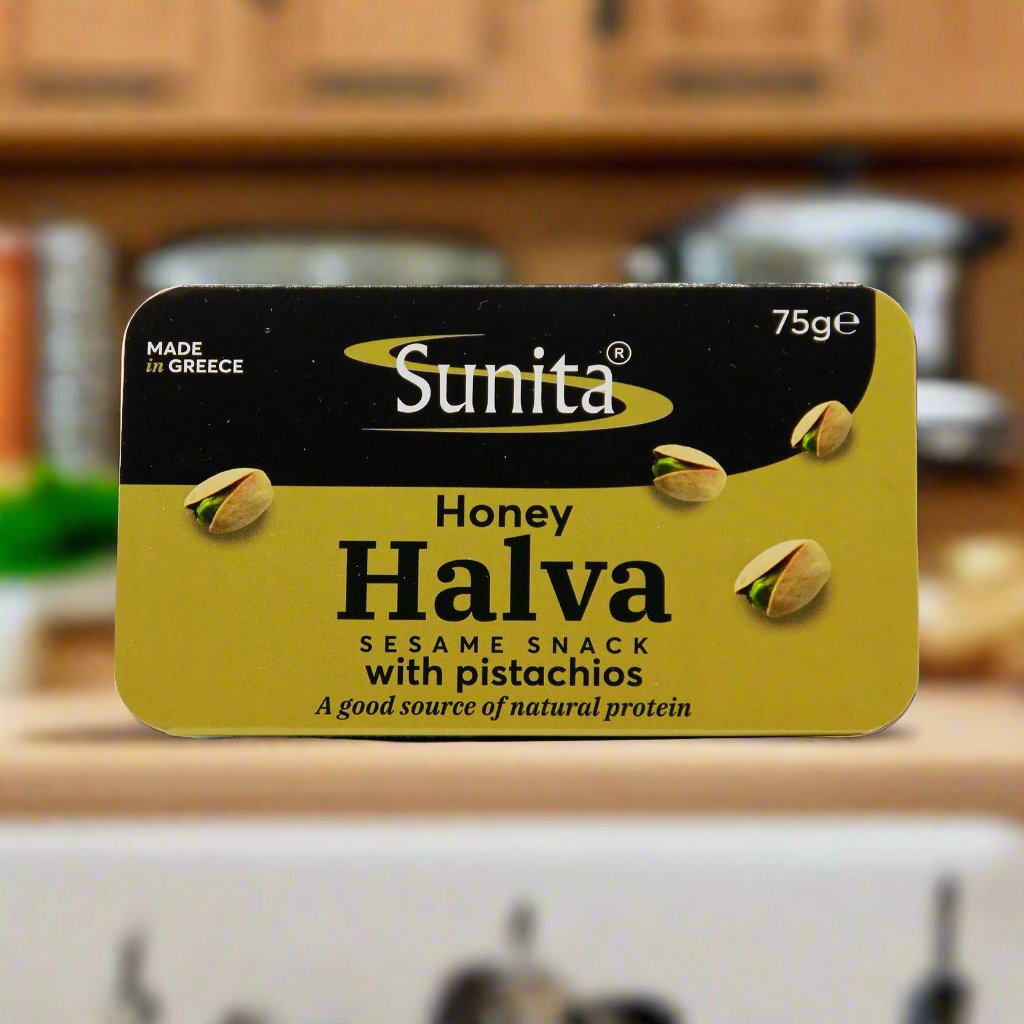 MADE
in GREECE
Sunita®
75g℮
Honey
Halva
SESAME SNACK
with pistachios
A good source of natural protein